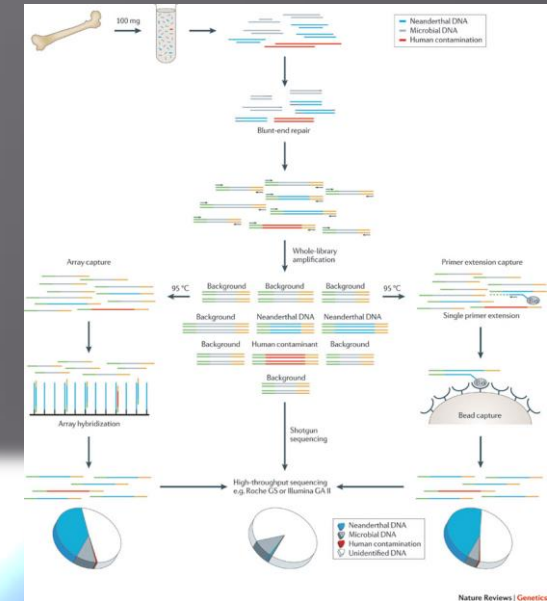 100 mg
Neanderthal DNA
Microbial DNA
Human contamination
Blunt-end repair
Whole-library
amplification
Array capture
Primer extension capture
95 °C
Background
Background
Background
95 °C
Single primer extension
Background
Neanderthal DNA
Neanderthal DNA
Background
Human contaminant
Background
Background
Array hybridization
Bead capture
Shotgun
sequencing
High-throughput sequencing
e.g. Roche GS or Illumina GA II
Neanderthal DNA
Microbial DNA
Human contamination
Unidentified DNA
Nature Reviews | Genetics